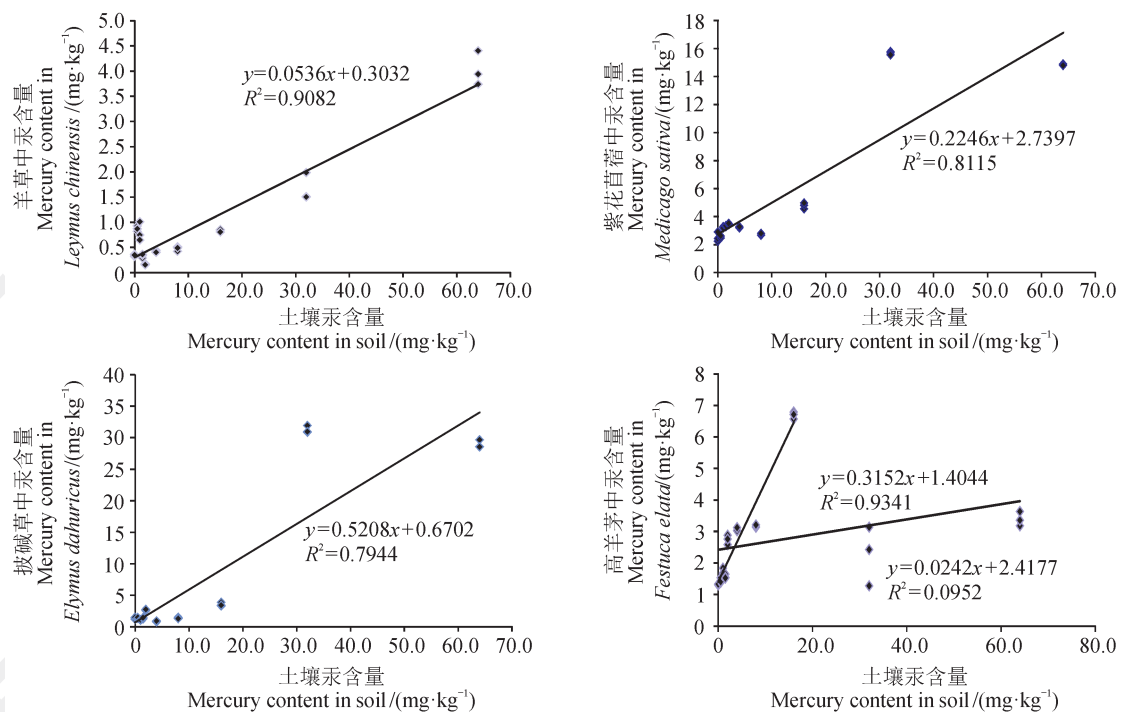 羊草中汞含量
Mercury content in
Leymus chinensis/(mg·kg⁻¹)
5.0
4.5
4.0
3.5
3.0
2.5
2.0
1.5
1.0
0.5
0
y=0.0536x+0.3032
R²=0.9082
0 10.0 20.0 30.0 40.0 50.0 60.0 70.0
土壤汞含量
Mercury content in soil/(mg·kg⁻¹)
紫花苜蓿中汞含量
Mercury content in
Medicago sativa/(mg·kg⁻¹)
18
16
14
12
10
8
6
4
2
0
y=0.2246x+2.7397
R²=0.8115
0 10.0 20.0 30.0 40.0 50.0 60.0 70.0
土壤汞含量
Mercury content in soil/(mg·kg⁻¹)
披碱草中汞含量
Mercury content in
Elymus dahuricus/(mg·kg⁻¹)
40
35
30
25
20
15
10
5
0
y=0.5208x+0.6702
R²=0.7944
0 10.0 20.0 30.0 40.0 50.0 60.0 70.0
土壤汞含量
Mercury content in soil/(mg·kg⁻¹)
高羊茅中汞含量
Mercury content in
Festuca elata/(mg·kg⁻¹)
8
7
6
5
4
3
2
1
0
y=0.3152x+1.4044
R²=0.9341
y=0.0242x+2.4177
R²=0.0952
0 20.0 40.0 60.0 80.0
土壤汞含量
Mercury content in soil/(mg·kg⁻¹)